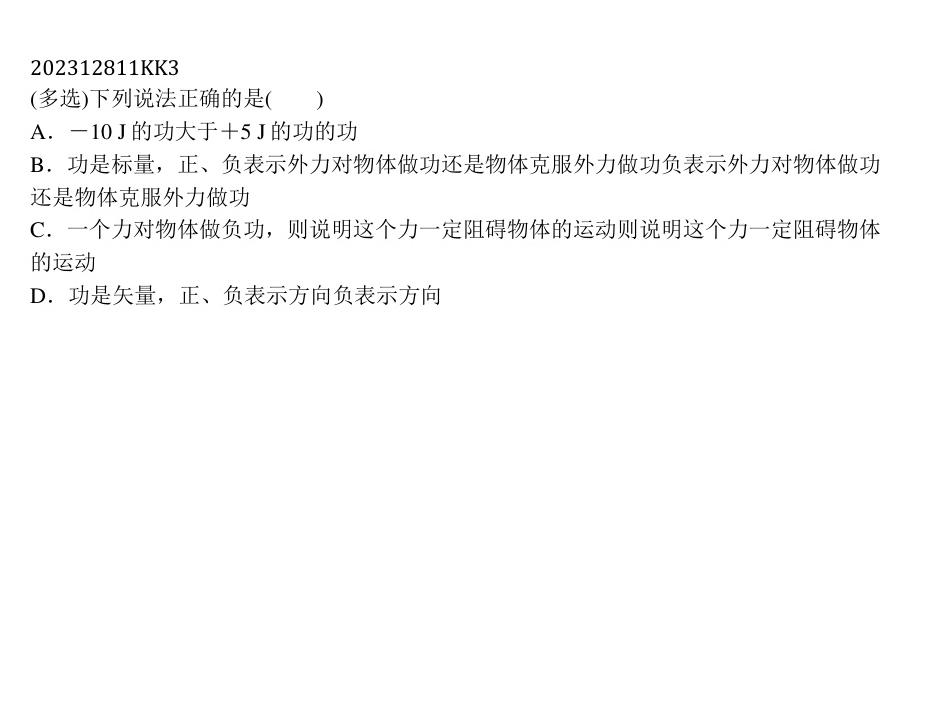 202312811KK3
(多选)下列说法正确的是(　　)
A．－10 J 的功大于＋5 J 的功的功
B．功是标量，正、负表示外力对物体做功还是物体克服外力做功负表示外力对物体做功
还是物体克服外力做功
C．一个力对物体做负功，则说明这个力一定阻碍物体的运动则说明这个力一定阻碍物体
的运动
D．功是矢量，正、负表示方向负表示方向